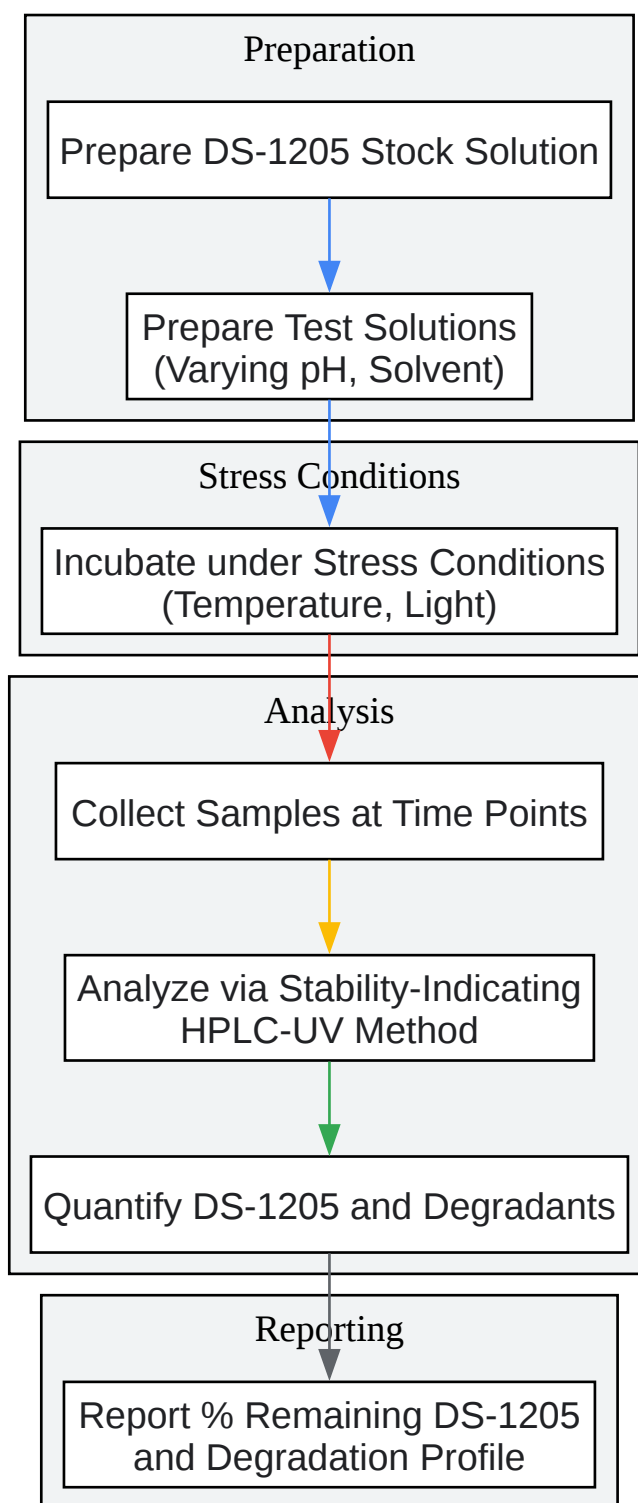 Preparation
Prepare DS-1205 Stock Solution
Prepare Test Solutions
(Varying pH, Solvent)
Stress Conditions
Incubate under Stress Conditions
(Temperature, Light)
Analysis
Collect Samples at Time Points
Analyze via Stability-Indicating
HPLC-UV Method
Quantify DS-1205 and Degradants
Reporting
Report % Remaining DS-1205
and Degradation Profile